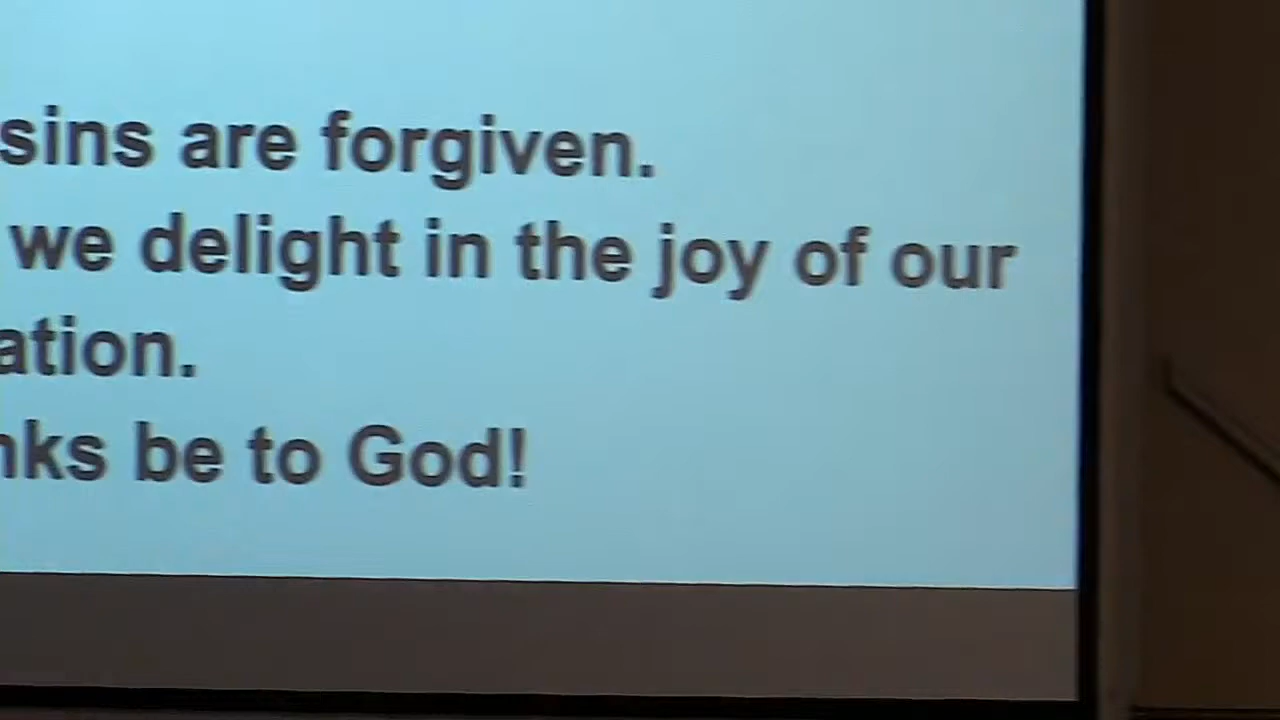 sins are forgiven.
we delight in the joy of our
ation.
nks be to God!